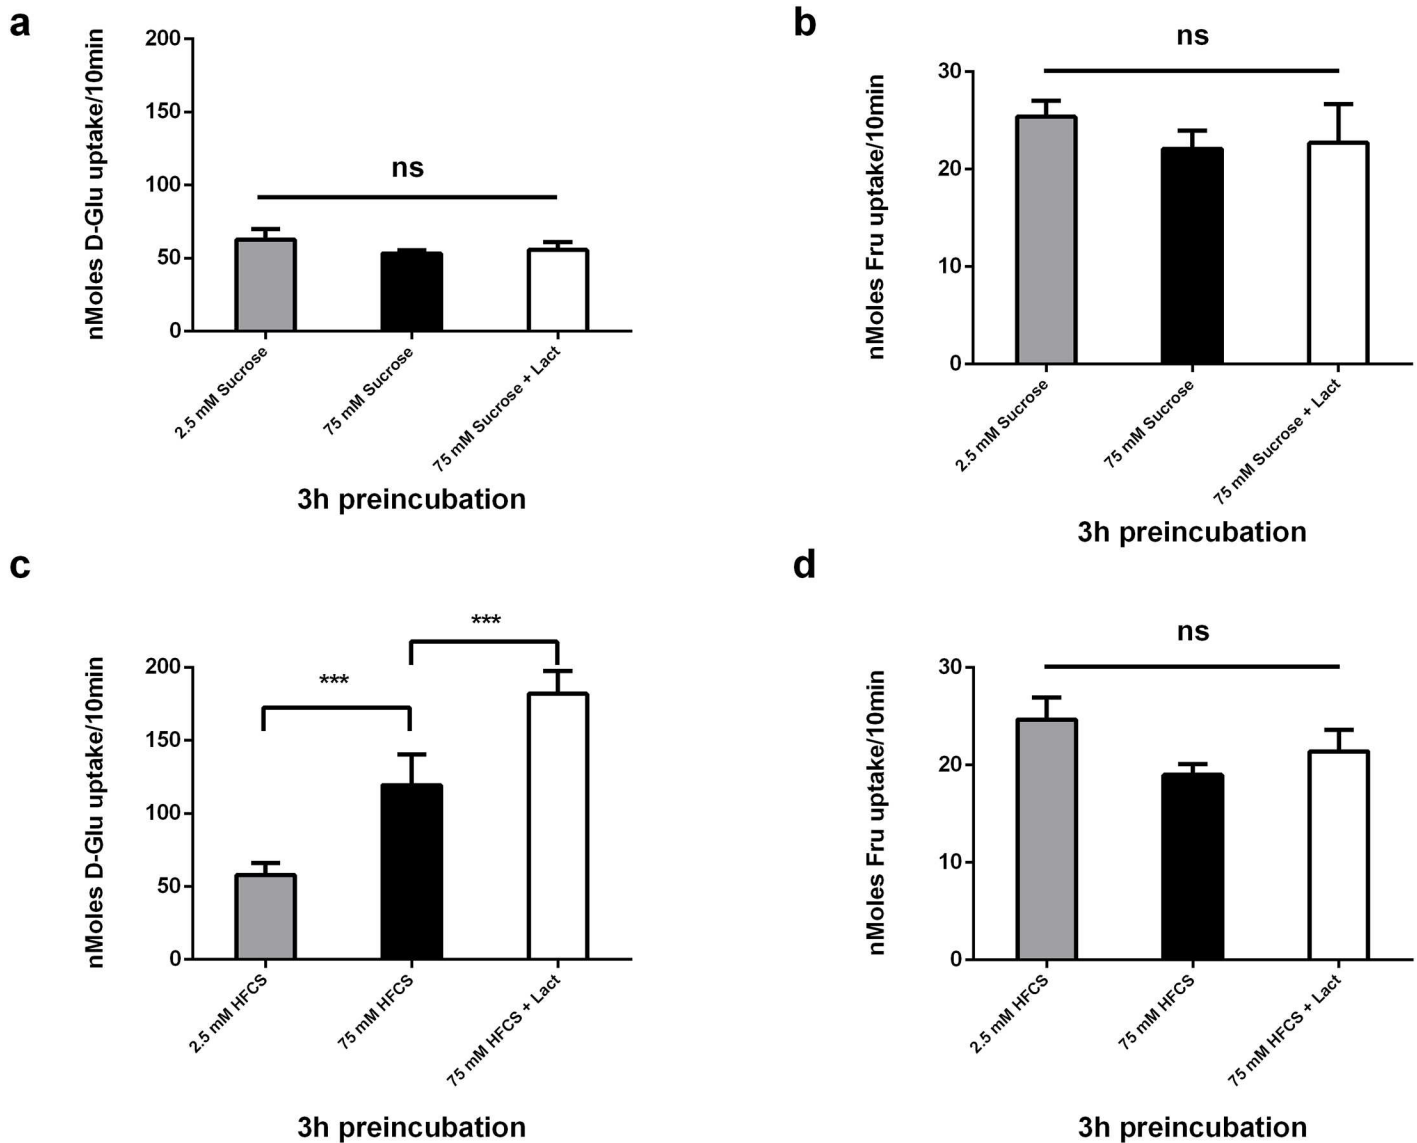 a
nMoles D-Glu uptake/10min
200
150
100
50
0
ns
2.5 mM Sucrose
75 mM Sucrose
75 mM Sucrose + Lact
3h preincubation
b
nMoles Fru uptake/10min
30
20
10
0
ns
2.5 mM Sucrose
75 mM Sucrose
75 mM Sucrose + Lact
3h preincubation
c
nMoles D-Glu uptake/10min
200
150
100
50
0
***
***
2.5 mM HFCS
75 mM HFCS
75 mM HFCS + Lact
3h preincubation
d
nMoles Fru uptake/10min
30
20
10
0
ns
2.5 mM HFCS
75 mM HFCS
75 mM HFCS + Lact
3h preincubation